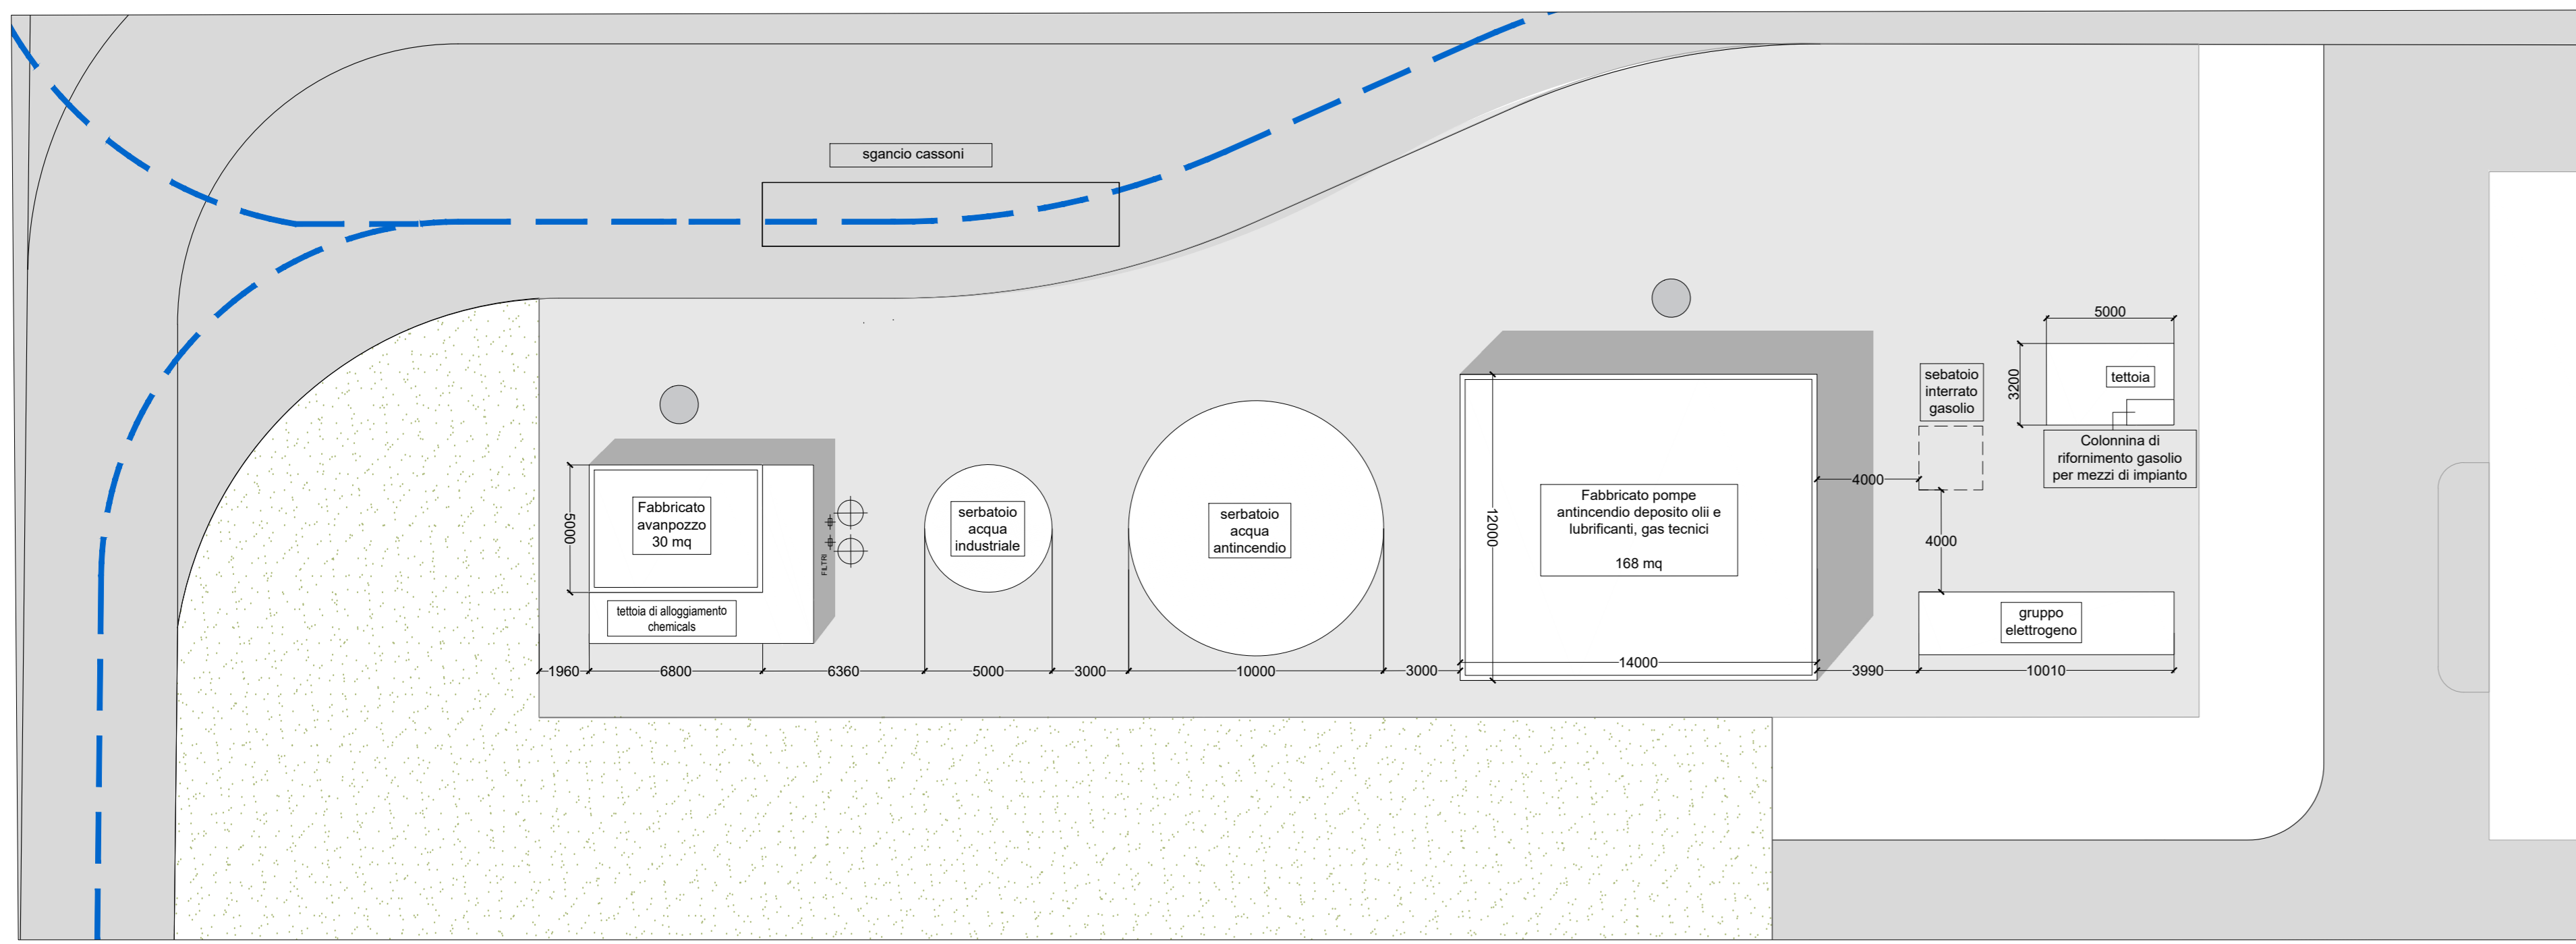 sgancio cassoni
5000
3200
tettoia
sebatoio
interrato
gasolio
Colonnina di
rifornimento gasolio
per mezzi di impianto
5000
Fabbricato
avanpozzo
30 mq
FILTRI
tettoia di alloggiamento
chemicals
serbatoio
acqua
industriale
serbatoio
acqua
antincendio
12000
Fabbricato pompe
antincendio deposito olii e
lubrificanti, gas tecnici
168 mq
4000
4000
gruppo
elettrogeno
1960
6800
6360
5000
3000
10000
3000
14000
3990
10010